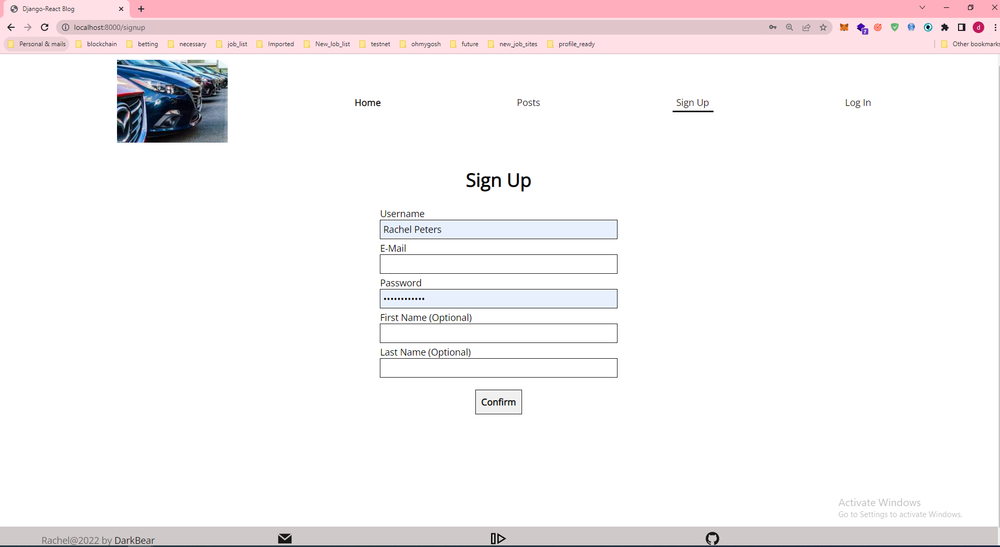 Django-React Blog
localhost:8000/signup
7
d
Personal & mails blockchain betting necessary job_list Imported New_lob_list testnet ohmygosh future new_job_sites profile_ready Other bookmarks
Home Posts Sign Up Log In
Sign Up
Username
Rachel Peters
E-Mail
Password
••••••••••••
First Name (Optional)
Last Name (Optional)
Confirm
Activate Windows
Go to Settings to activate Windows.
Rachel@2022 by DarkBear